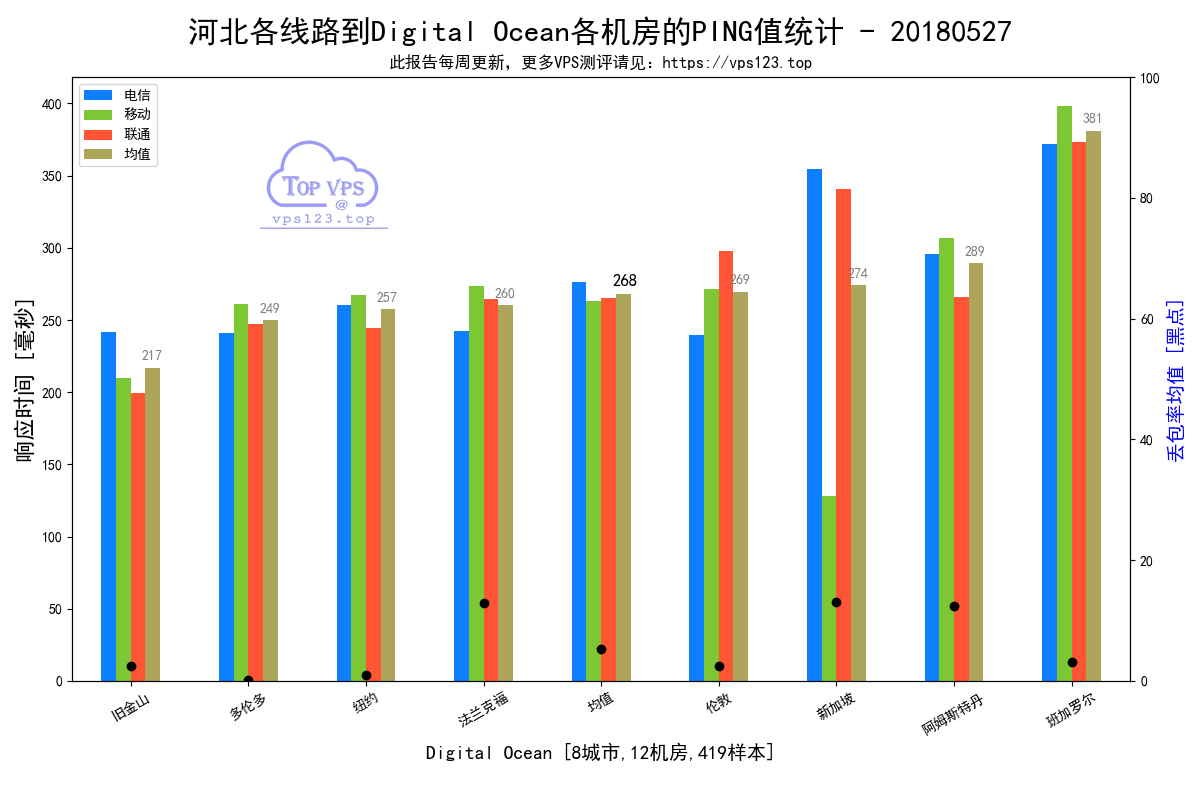 河北各线路到Digital Ocean各机房的PING值统计 - 20180527
此报告每周更新，更多VPS测评请见：https://vps123.top
电信
移动
联通
均值
TOP VPS
@
vps123.top
响应时间 [毫秒]
400
350
300
250
200
150
100
50
0
217
249
257
260
268
269
274
289
381
100
80
60
40
20
0
丢包率均值 [黑点]
旧金山
多伦多
纽约
法兰克福
均值
伦敦
新加坡
阿姆斯特丹
班加罗尔
Digital Ocean [8城市,12机房,419样本]